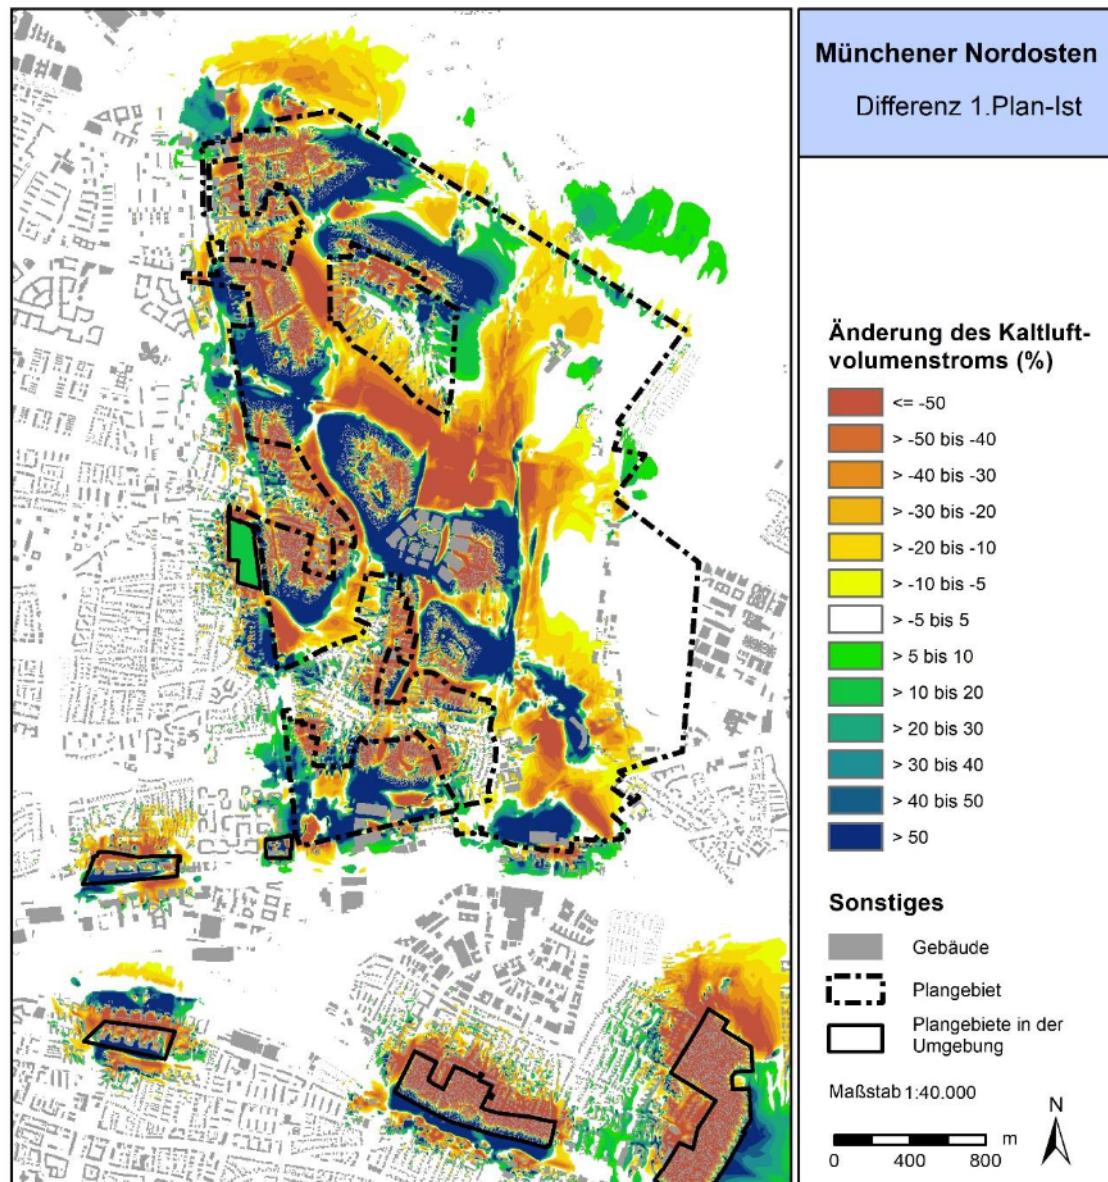 Münchener Nordosten
Differenz 1.Plan-Ist
Änderung des Kaltluft-
volumenstroms (%)
<= -50
> -50 bis -40
> -40 bis -30
> -30 bis -20
> -20 bis -10
> -10 bis -5
> -5 bis 5
> 5 bis 10
> 10 bis 20
> 20 bis 30
> 30 bis 40
> 40 bis 50
> 50
Sonstiges
Gebäude
Plangebiet
Plangebiete in der
Umgebung
Maßstab 1:40.000
N
m
0 400 800